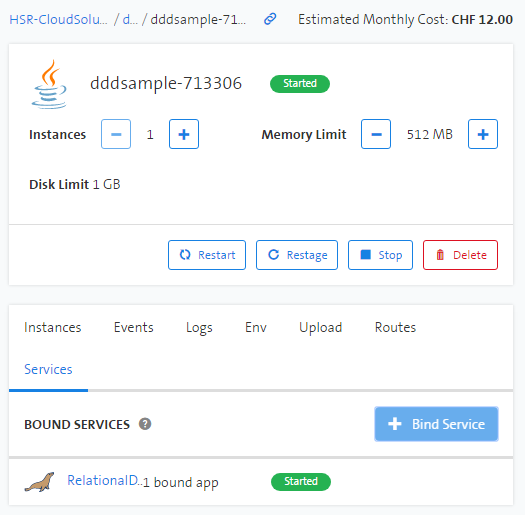 HSR-CloudSolu... / d... / dddsample-71... Estimated Monthly Cost: CHF 12.00
dddsample-713306 Started
Instances − 1 + Memory Limit − 512 MB +
Disk Limit 1 GB
Restart Restage Stop Delete
Instances Events Logs Env Upload Routes
Services
BOUND SERVICES ? + Bind Service
RelationalD... 1 bound app Started